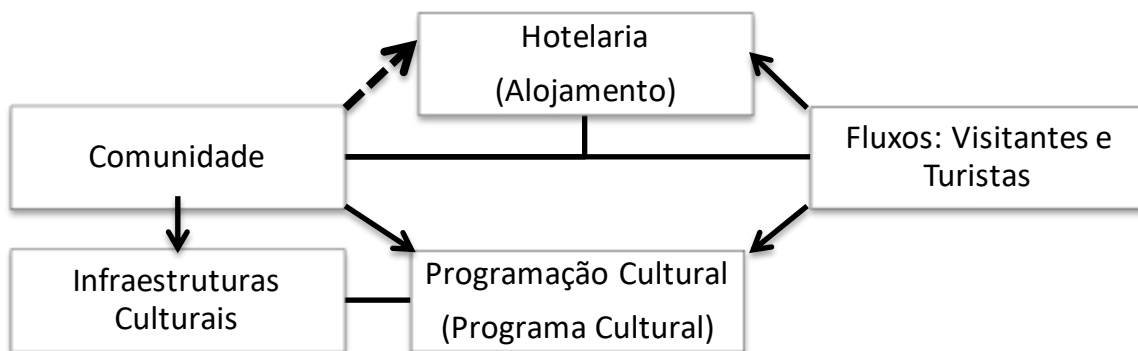 Hotelaria
(Alojamento)
Comunidade
Fluxos: Visitantes e
Turistas
Infraestruturas
Culturais
Programação Cultural
(Programa Cultural)